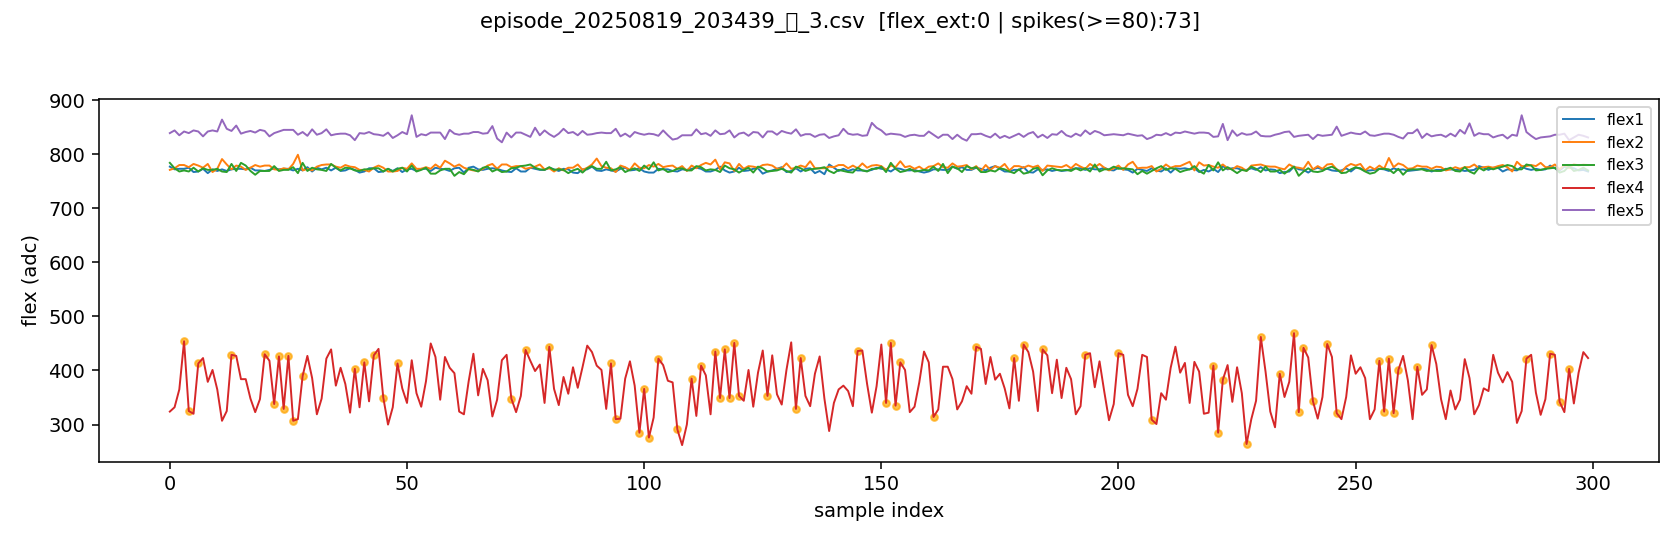 episode_20250819_203439_▯_3.csv [flex_ext:0 | spikes(>=80):73]
900
800
700
600
500
400
300
flex (adc)
flex1
flex2
flex3
flex4
flex5
0
50
100
150
200
250
300
sample index